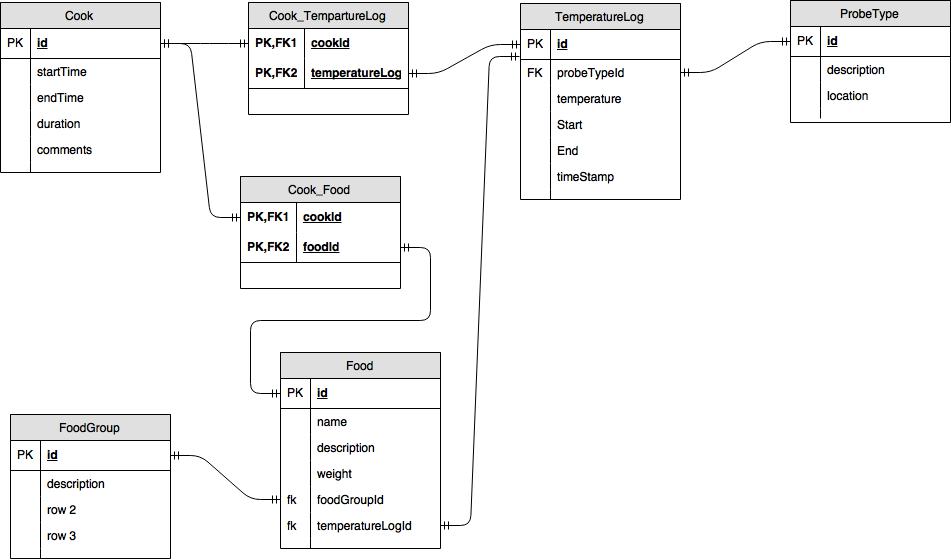 Cook
PK id
startTime
endTime
duration
comments
Cook_TempartureLog
PK,FK1 cookId
PK,FK2 temperatureLog
TemperatureLog
PK id
FK probeTypeId
temperature
Start
End
timeStamp
ProbeType
PK id
description
location
Cook_Food
PK,FK1 cookId
PK,FK2 foodId
Food
PK id
name
description
weight
fk foodGroupId
fk temperatureLogId
FoodGroup
PK id
description
row 2
row 3